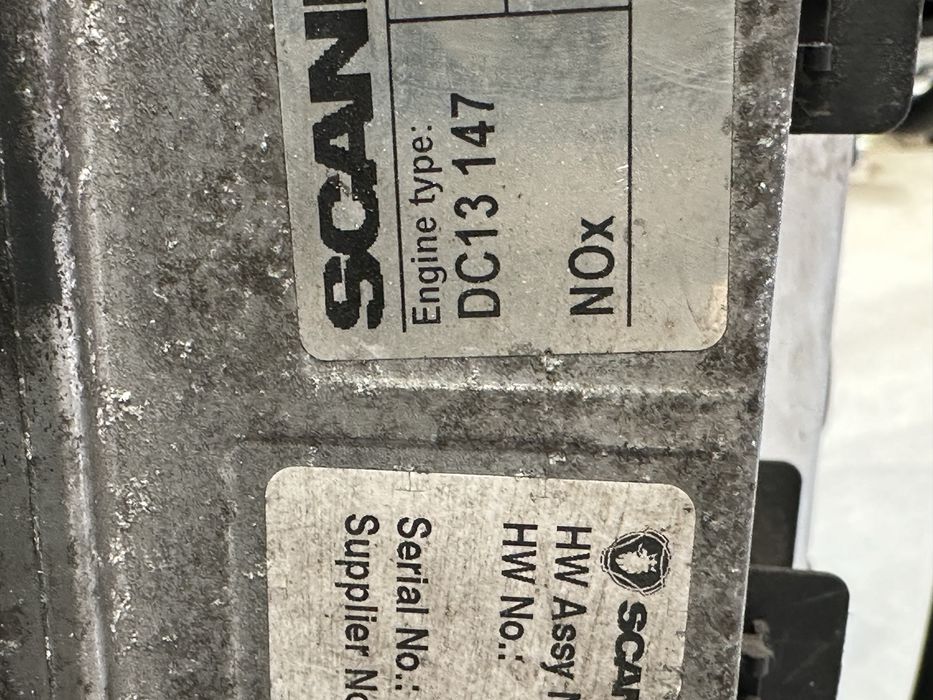 SCANI
Engine type:
DC13 147
NOx
SCAN
HW Assy N
HW No.:
Serial No.:
Supplier No